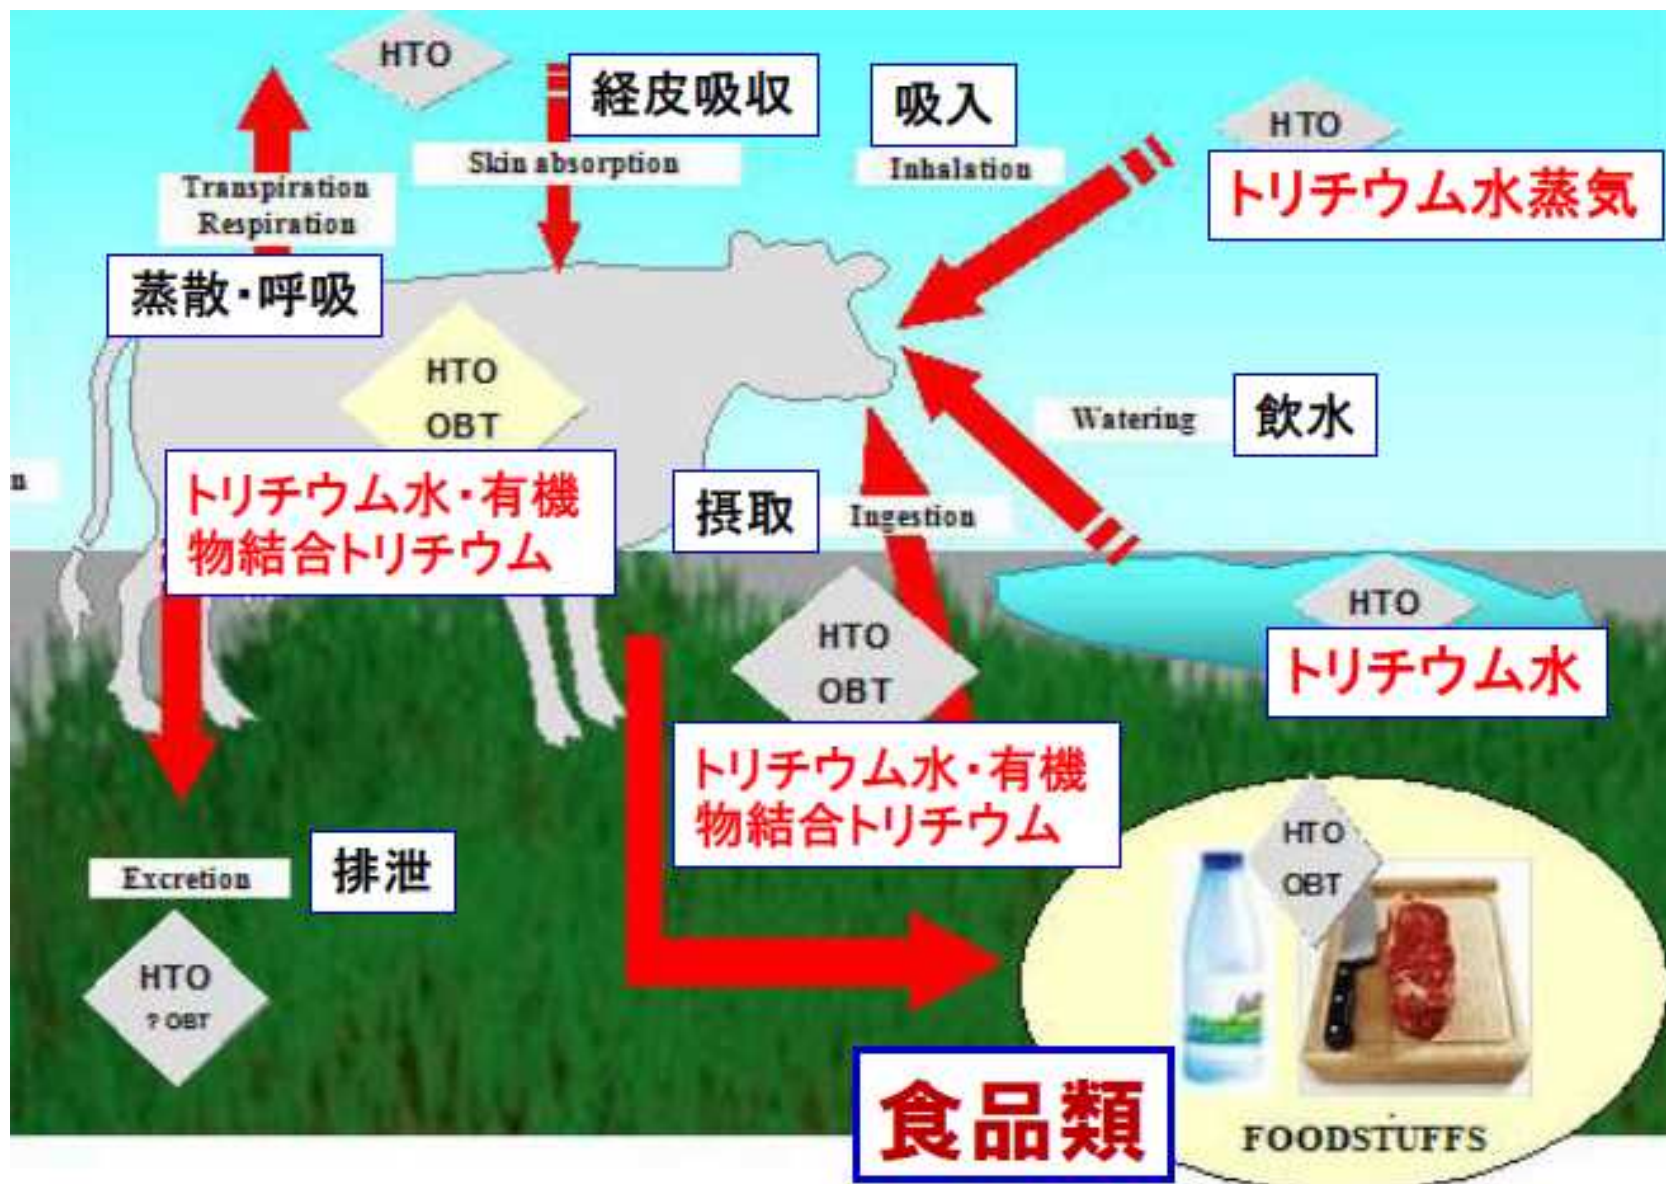 HTO
経皮吸収
Skin absorption
吸入
Inhalation
HTO
トリチウム水蒸気
Transpiration
Respiration
蒸散・呼吸
HTO
OBT
トリチウム水・有機
物結合トリチウム
n
摂取
Ingestion
Watering
飲水
HTO
トリチウム水
HTO
OBT
トリチウム水・有機
物結合トリチウム
Excretion
排泄
HTO
? OBT
HTO
OBT
食品類
FOODSTUFFS